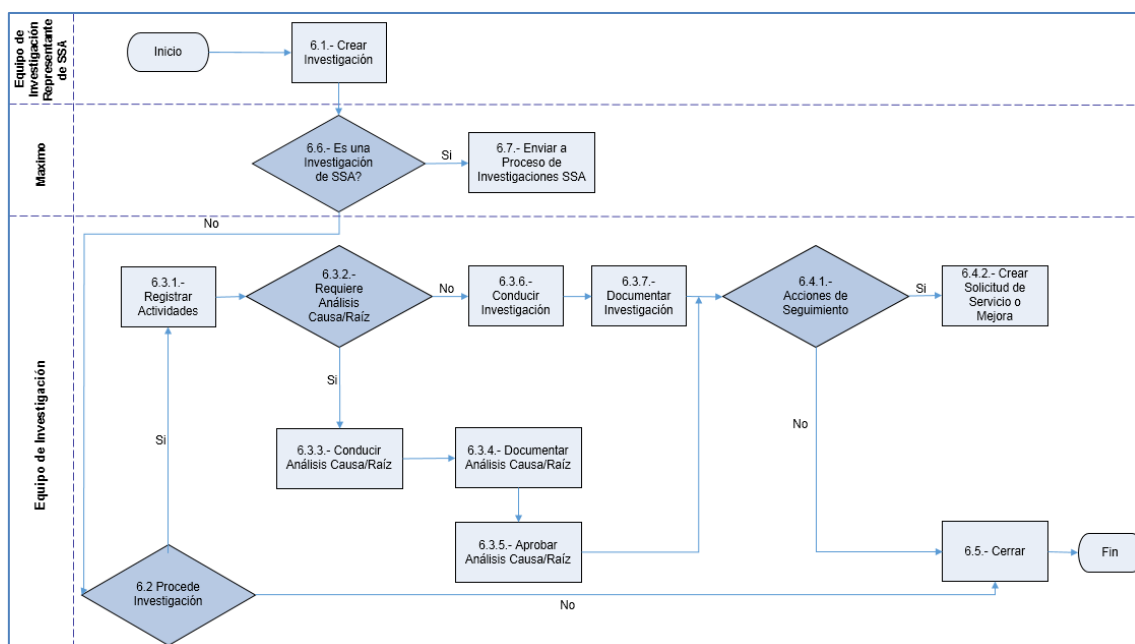 Equipo de
Investigación
Representante
de SSA
Inicio
6.1.- Crear
Investigación
Maximo
6.6.- Es una
Investigación
de SSA?
Si
6.7.- Enviar a
Proceso de
Investigaciones SSA
No
Equipo de Investigación
6.3.1.-
Registrar
Actividades
6.3.2.-
Requiere
Análisis
Causa/Raíz
No
6.3.6.-
Conducir
Investigación
6.3.7.-
Documentar
Investigación
6.4.1.-
Acciones de
Seguimiento
Si
6.4.2.- Crear
Solicitud de
Servicio o
Mejora
Si
No
Si
6.3.3.- Conducir
Análisis Causa/Raíz
6.3.4.- Documentar
Análisis Causa/Raíz
6.3.5.- Aprobar
Análisis Causa/Raíz
6.5.- Cerrar
Fin
6.2 Procede
Investigación
No